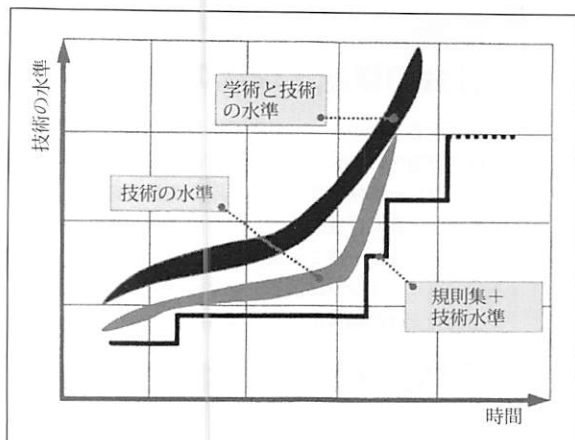 技術の水準
学術と技術
の水準
技術の水準
規則集+
技術水準
時間